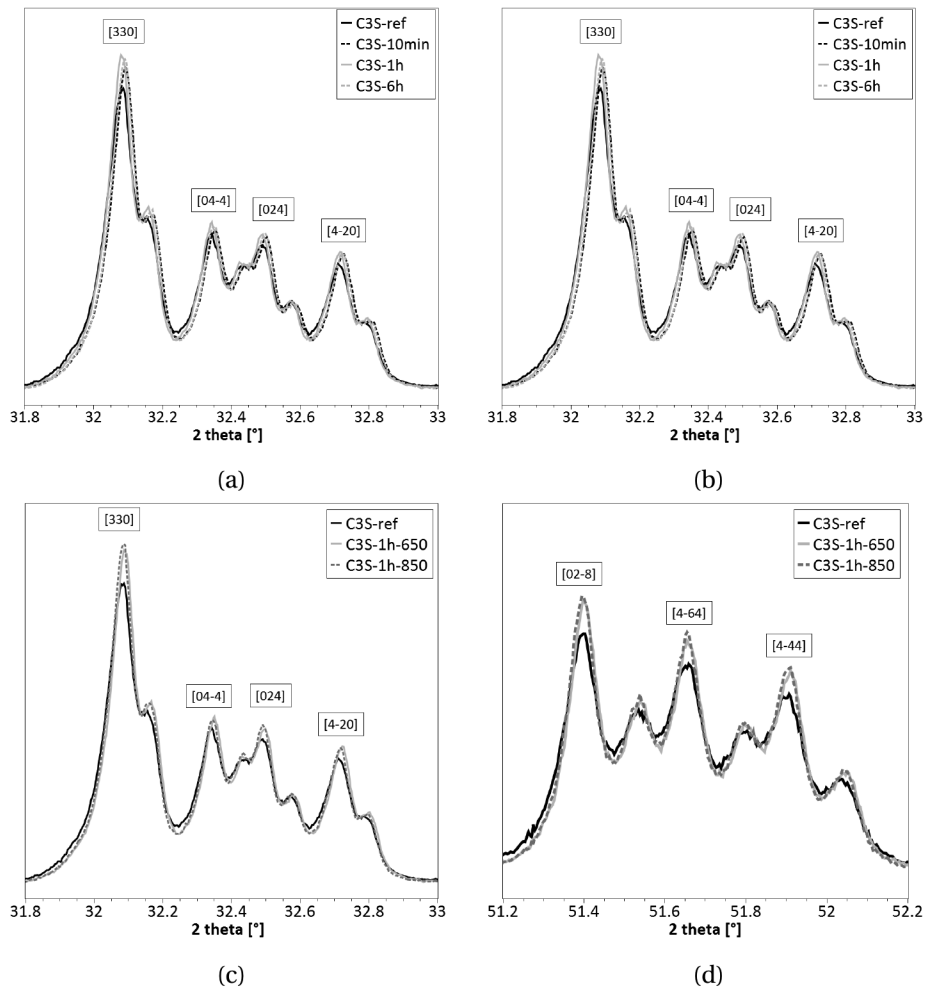 [330]
C3S-ref
C3S-10min
C3S-1h
C3S-6h
[04-4]
[024]
[4-20]
31.8 32 32.2 32.4 32.6 32.8 33
2 theta [°]
(a)
[330]
C3S-ref
C3S-10min
C3S-1h
C3S-6h
[04-4]
[024]
[4-20]
31.8 32 32.2 32.4 32.6 32.8 33
2 theta [°]
(b)
[330]
C3S-ref
C3S-1h-650
C3S-1h-850
[04-4]
[024]
[4-20]
31.8 32 32.2 32.4 32.6 32.8 33
2 theta [°]
(c)
C3S-ref
C3S-1h-650
C3S-1h-850
[02-8]
[4-64]
[4-44]
51.2 51.4 51.6 51.8 52 52.2
2 theta [°]
(d)